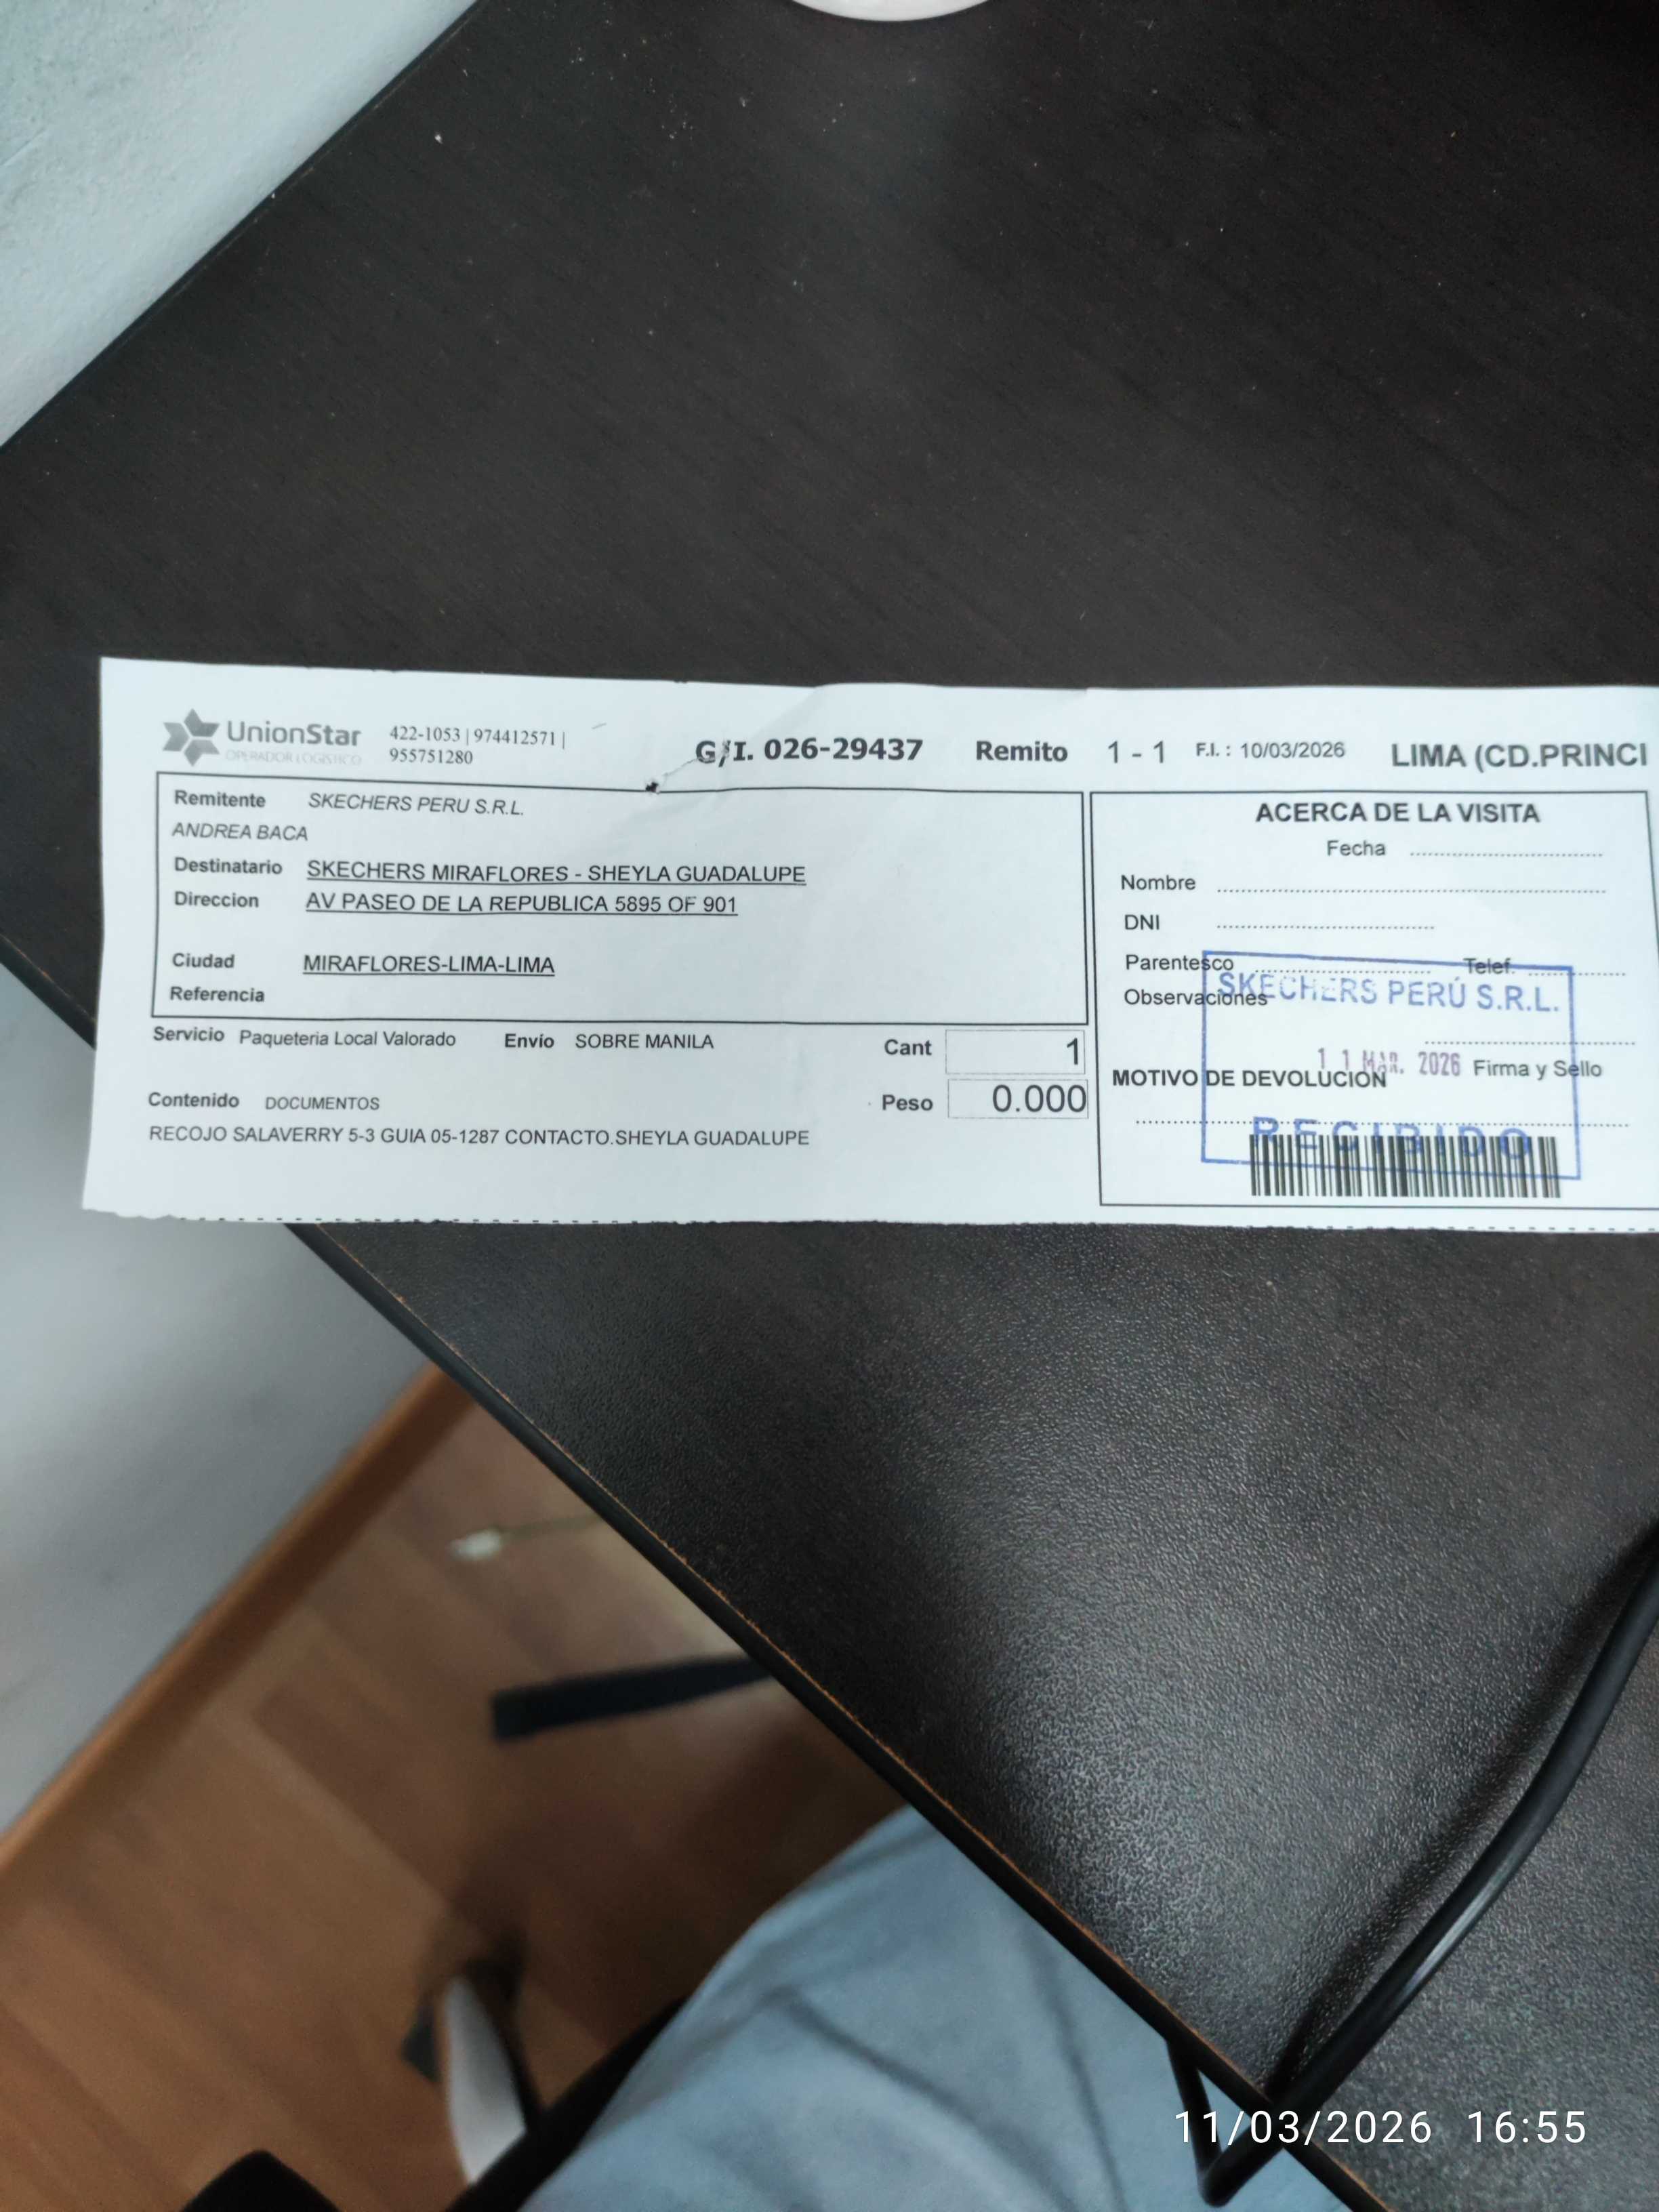 UnionStar
OPERADOR LOGISTICO
422-1053 | 974412571 |
955751280
G/I. 026-29437 Remito 1 - 1 F.I. : 10/03/2026 LIMA (CD.PRINCI
Remitente SKECHERS PERU S.R.L.
ANDREA BACA
Destinatario SKECHERS MIRAFLORES - SHEYLA GUADALUPE
Direccion AV PASEO DE LA REPUBLICA 5895 OF 901
Ciudad MIRAFLORES-LIMA-LIMA
Referencia
Servicio Paqueteria Local Valorado Envío SOBRE MANILA Cant 1
Contenido DOCUMENTOS Peso 0.000
RECOJO SALAVERRY 5-3 GUIA 05-1287 CONTACTO.SHEYLA GUADALUPE
ACERCA DE LA VISITA
Fecha
Nombre
DNI
Parentesco Telef.
Observaciones
Firma y Sello
MOTIVO DE DEVOLUCIÓN
SKECHERS PERÚ S.R.L.
11 MAR. 2026
RECIBIDO
11/03/2026 16:55